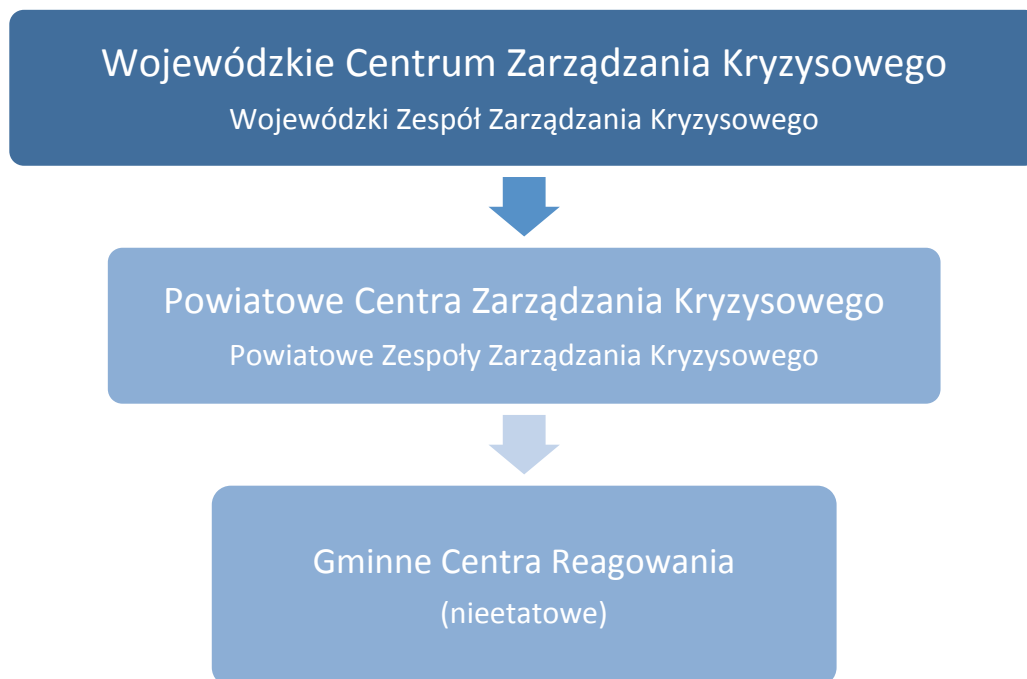 Wojewódzkie Centrum Zarządzania Kryzysowego
Wojewódzki Zespół Zarządzania Kryzysowego
Powiatowe Centra Zarządzania Kryzysowego
Powiatowe Zespoły Zarządzania Kryzysowego
Gminne Centra Reagowania
(nieetatowe)